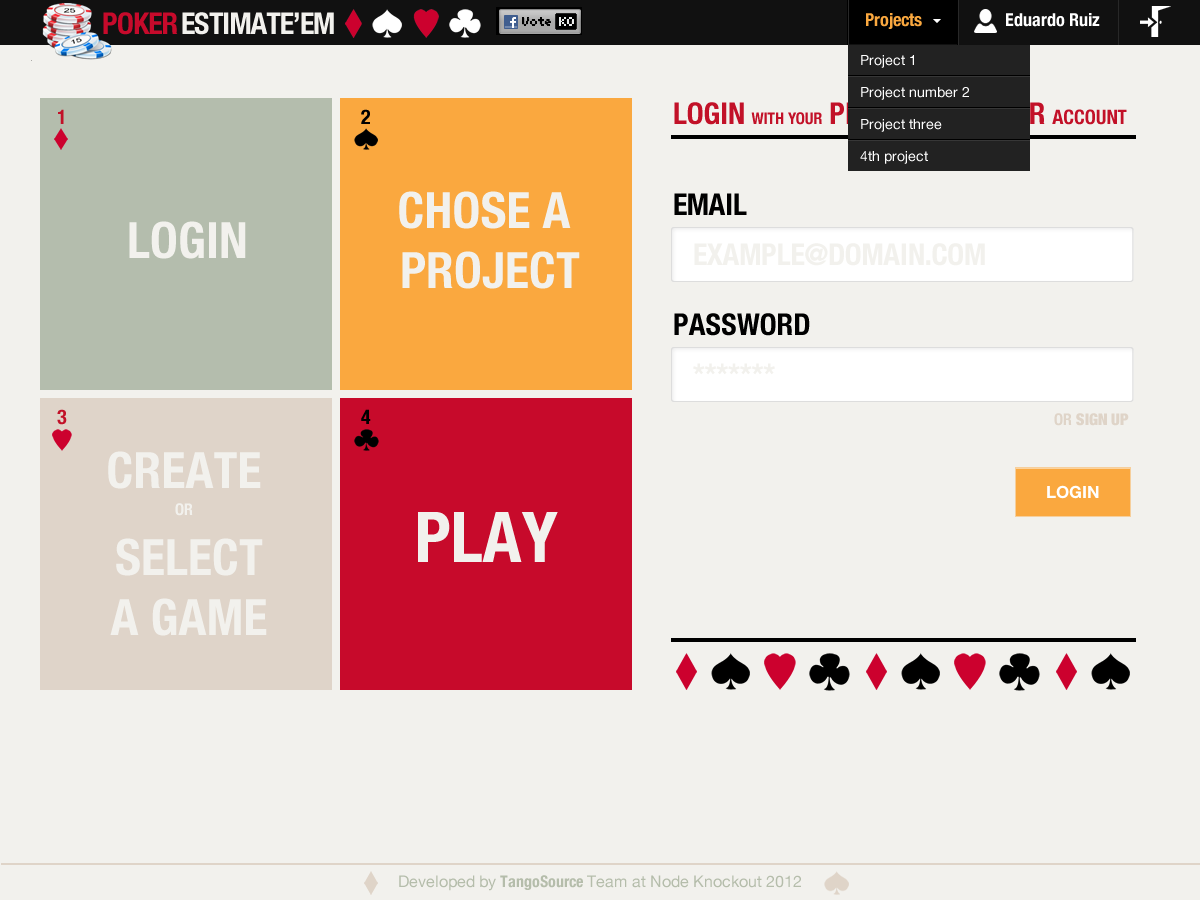 25
15
POKER ESTIMATE'EM
f Vote KO
Projects
Eduardo Ruiz
Project 1
Project number 2
Project three
4th project
1
LOGIN
2
CHOSE A
PROJECT
3
CREATE
OR
SELECT
A GAME
4
PLAY
LOGIN WITH YOUR ACCOUNT
EMAIL
EXAMPLE@DOMAIN.COM
PASSWORD
*******
OR SIGN UP
LOGIN
Developed by TangoSource Team at Node Knockout 2012